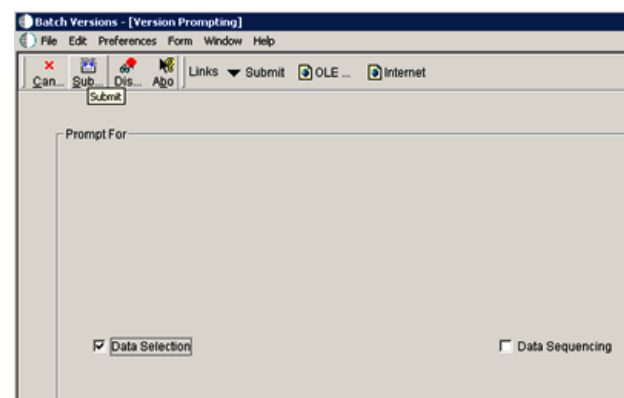 Batch Versions - [Version Prompting]
File Edit Preferences Form Window Help
Can... Sub... Dis... Abo Links Submit OLE ... Internet
Submit
Prompt For
Data Selection Data Sequencing